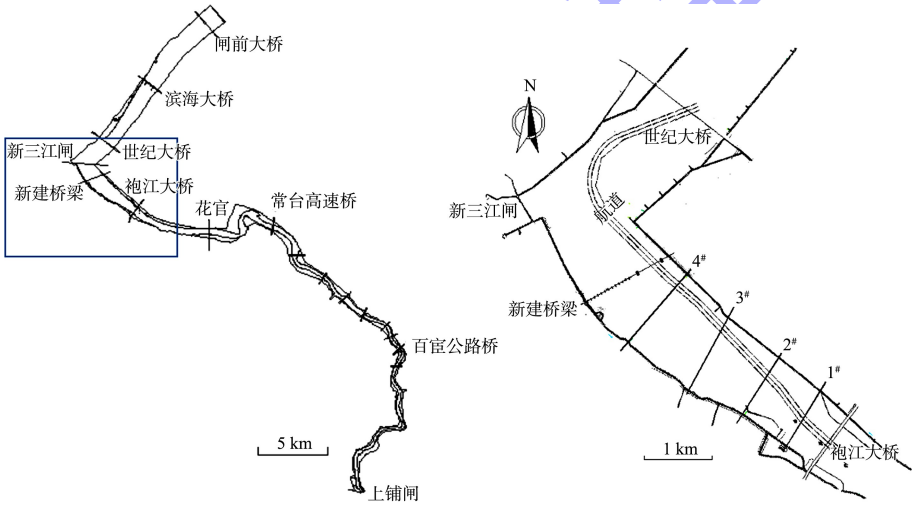 闸前大桥
滨海大桥
新三江闸
世纪大桥
新建桥梁
袍江大桥
花宫
常台高速桥
百官公路桥
5 km
上铺闸
N
世纪大桥
新三江闸
航道
4#
新建桥梁
3#
2#
1#
1 km
袍江大桥